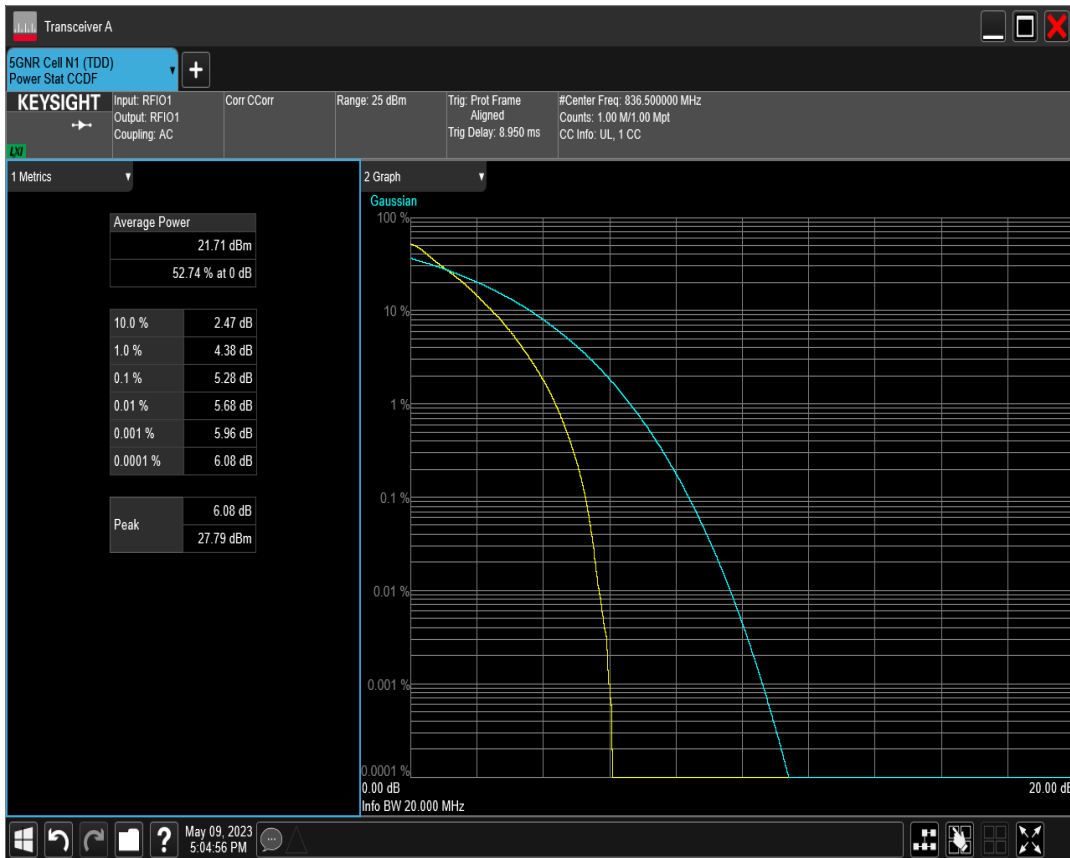 Transceiver A
5GNR Cell N1 (TDD)
Power Stat CCDF
+
KEYSIGHT
LXI
Input: RFIO1
Output: RFIO1
Coupling: AC
Corr CCorr
Range: 25 dBm
Trig: Prot Frame
Aligned
Trig Delay: 8.950 ms
#Center Freq: 836.500000 MHz
Counts: 1.00 M/1.00 Mpt
CC Info: UL, 1 CC
1 Metrics
Average Power
21.71 dBm
52.74 % at 0 dB
10.0 % 2.47 dB
1.0 % 4.38 dB
0.1 % 5.28 dB
0.01 % 5.68 dB
0.001 % 5.96 dB
0.0001 % 6.08 dB
Peak
6.08 dB
27.79 dBm
2 Graph
Gaussian
100 %
10 %
1 %
0.1 %
0.01 %
0.001 %
0.0001 %
0.00 dB 20.00 dB
Info BW 20.000 MHz
?
May 09, 2023
5:04:56 PM